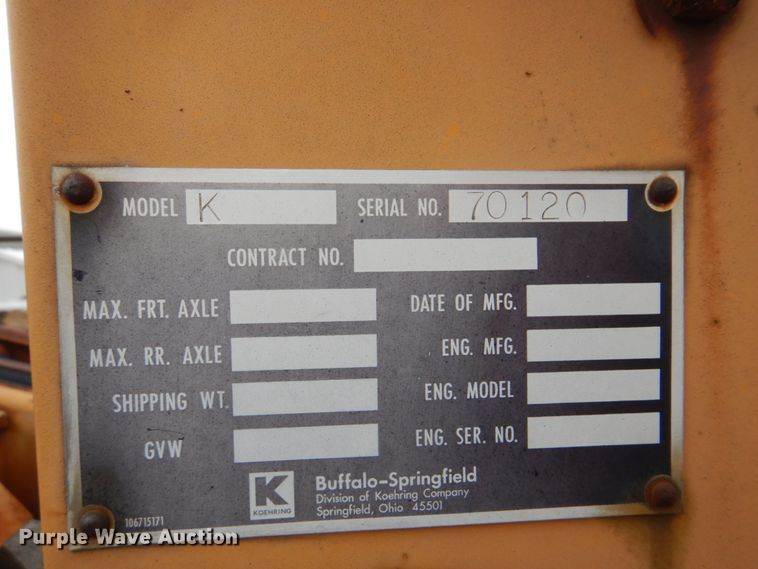 MODEL K SERIAL NO. 70120
CONTRACT NO.
MAX. FRT. AXLE DATE OF MFG.
MAX. RR. AXLE ENG. MFG.
SHIPPING WT. ENG. MODEL
GVW ENG. SER. NO.
K
KOEHRING
Buffalo-Springfield
Division of Koehring Company
Springfield, Ohio 45501
106715171
Purple Wave Auction